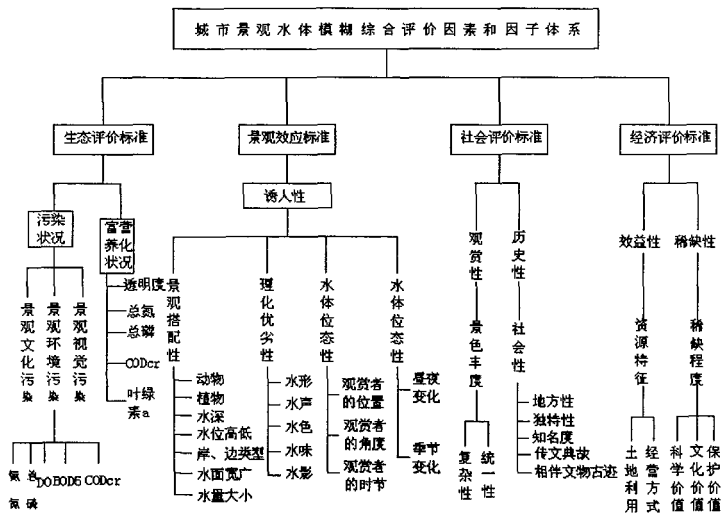 城市景观水体模糊综合评价因素和因子体系
生态评价标准
景观效应标准
社会评价标准
经济评价标准
污染
状况
富营
养化
状况
诱人性
景观文化污染
景观环境污染
景观视觉污染
透明度
总氮
总磷
CODcr
叶绿
素a
氨氮
总磷
DO
BOD5
CODcr
景观搭配性
理化优劣性
水体位态性
水体位态性
动物
植物
水深
水位高低
岸、边类型
水面宽广
水量大小
水形
水声
水色
水味
水影
观赏者
的位置
观赏者
的角度
观赏者
的时节
昼夜
变化
季节
变化
观赏性
历史性
景色丰度
社会性
复杂性
统一性
地方性
独特性
知名度
传文典故
相伴文物古迹
效益性
稀缺性
资源特征
稀缺程度
土地利用
经营方式
科学价值
文化价值
保护价值